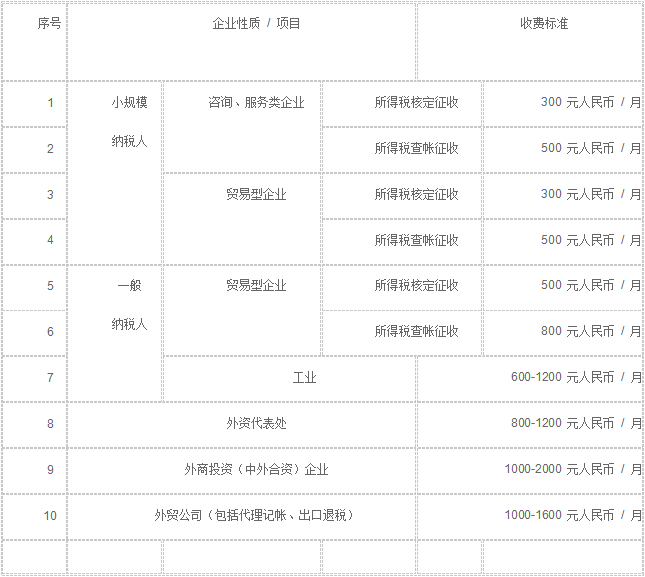 序号 企业性质 / 项目 收费标准
1 小规模 咨询、服务类企业 所得税核定征收 300 元人民币 / 月
纳税人
2 所得税查帐征收 500 元人民币 / 月
3 贸易型企业 所得税核定征收 300 元人民币 / 月
4 所得税查帐征收 500 元人民币 / 月
5 一般 贸易型企业 所得税核定征收 500 元人民币 / 月
纳税人
6 所得税查帐征收 800 元人民币 / 月
7 工业 600-1200 元人民币 / 月
8 外资代表处 800-1200 元人民币 / 月
9 外商投资（中外合资）企业 1000-2000 元人民币 / 月
10 外贸公司（包括代理记帐、出口退税） 1000-1600 元人民币 / 月